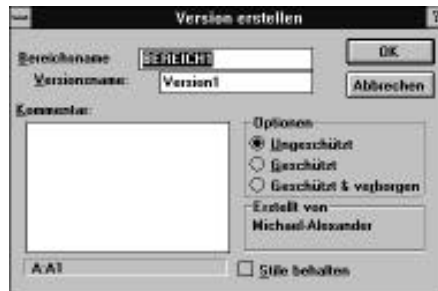 Version erstellen
?
Bereichsname
BEREICH1
OK
Versionsname:
Version1
Abbrechen
Kommentar:
Optionen
Ungeschützt
Geschützt
Geschützt & verborgen
Erstellt von
Michael-Alexander
A:A1
Stile behalten